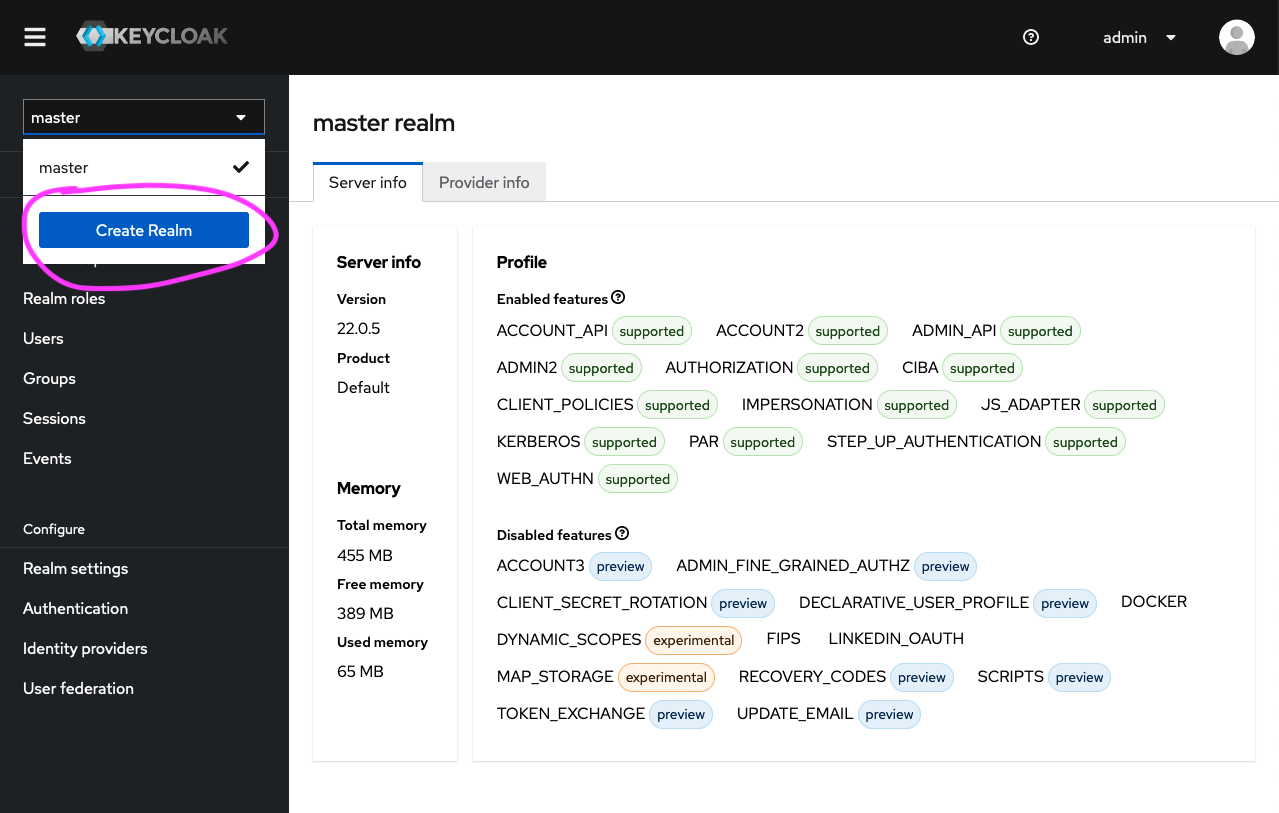 KEYCLOAK
admin
master
master
Create Realm
Realm roles
Users
Groups
Sessions
Events
Configure
Realm settings
Authentication
Identity providers
User federation
master realm
Server info
Provider info
Server info
Version
22.0.5
Product
Default
Memory
Total memory
455 MB
Free memory
389 MB
Used memory
65 MB
Profile
Enabled features
ACCOUNT_API supported ACCOUNT2 supported ADMIN_API supported
ADMIN2 supported AUTHORIZATION supported CIBA supported
CLIENT_POLICIES supported IMPERSONATION supported JS_ADAPTER supported
KERBEROS supported PAR supported STEP_UP_AUTHENTICATION supported
WEB_AUTHN supported
Disabled features
ACCOUNT3 preview ADMIN_FINE_GRAINED_AUTHZ preview
CLIENT_SECRET_ROTATION preview DECLARATIVE_USER_PROFILE preview DOCKER
DYNAMIC_SCOPES experimental FIPS LINKEDIN_OAUTH
MAP_STORAGE experimental RECOVERY_CODES preview SCRIPTS preview
TOKEN_EXCHANGE preview UPDATE_EMAIL preview